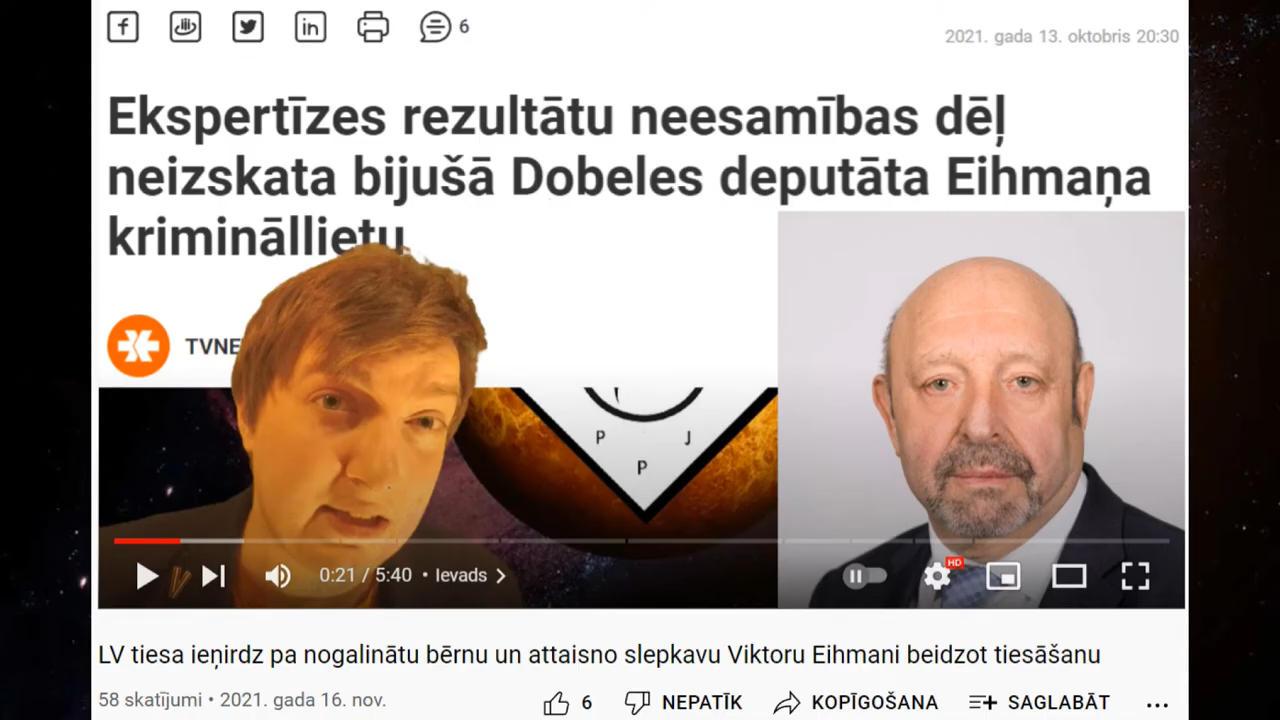 6
2021. gada 13. oktobris 20:30
Ekspertīzes rezultātu neesamības dēļ
neizskata bijušā Dobeles deputāta Eihmaņa
krimināllietu
TVNE
P J
P
0:21 / 5:40 • Ievads
HD
LV tiesa ieņirdz pa nogalinātu bērnu un attaisno slepkavu Viktoru Eihmani beidzot tiesāšanu
58 skatījumi • 2021. gada 16. nov.
6 NEPATĪK KOPĪGOŠANA SAGLABĀT